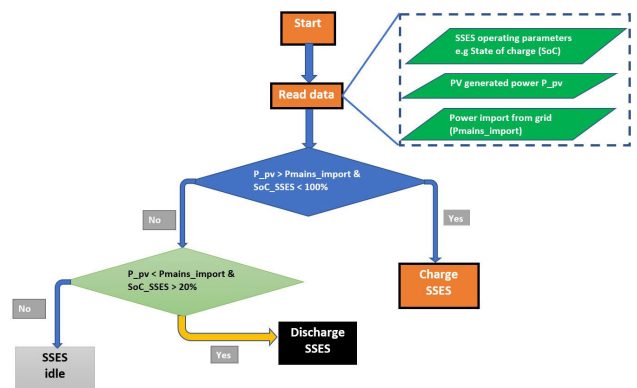 Start
SSES operating parameters
e.g State of charge (SoC)
Read data
PV generated power P_pv
Power import from grid
(Pmains_import)
P_pv > Pmains_import &
SoC_SSES < 100%
No
Yes
P_pv < Pmains_import &
SoC_SSES > 20%
Charge
SSES
No
Discharge
SSES
Yes
SSES
idle